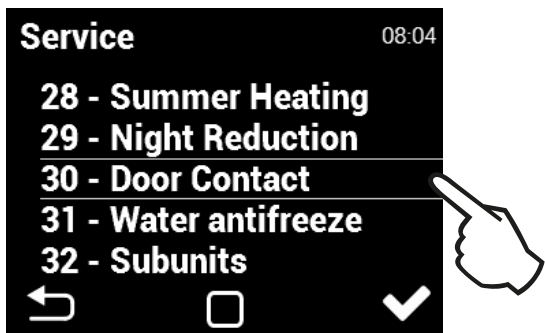 Service 08:04
28 - Summer Heating
29 - Night Reduction
30 - Door Contact
31 - Water antifreeze
32 - Subunits